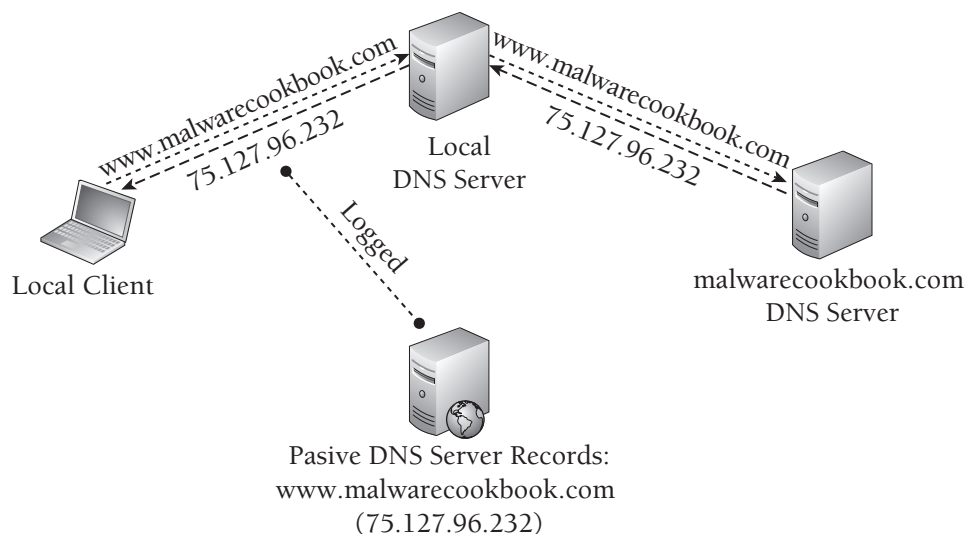 www.malwarecookbook.com
75.127.96.232
www.malwarecookbook.com
75.127.96.232
Local
DNS Server
Logged
Local Client
malwarecookbook.com
DNS Server
Pasive DNS Server Records:
www.malwarecookbook.com
(75.127.96.232)